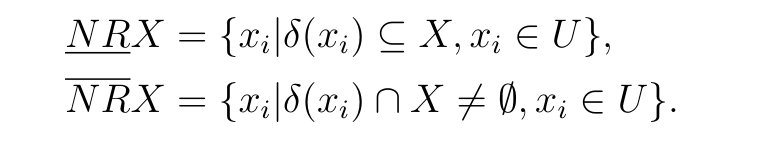 \underline{NR}X = \{x_i | \delta(x_i) \subseteq X, x_i \in U\},
\overline{NR}X = \{x_i | \delta(x_i) \cap X \neq \emptyset, x_i \in U\}.